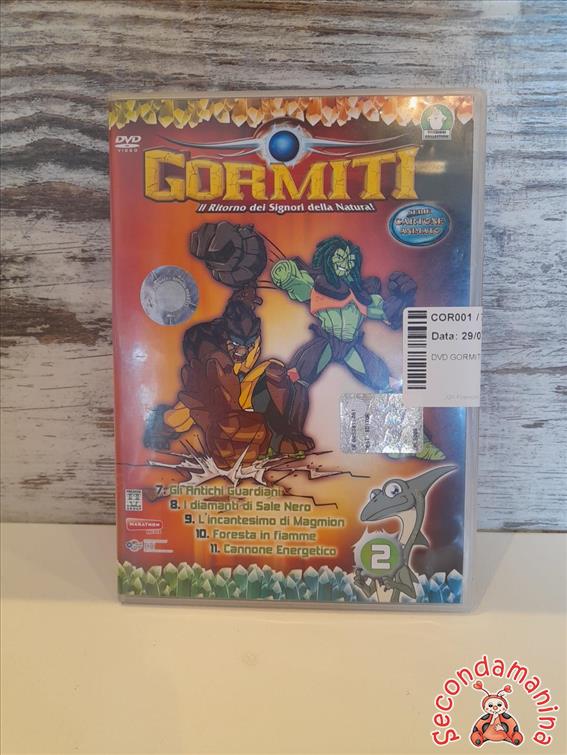 DVD
VIDEO
GORMITI
Il Ritorno dei Signori della Natura!
SERIE
CARTONE
ANIMATO
COR001 /
Data: 29/0
DVD GORMIT
7. Gli Antichi Guardiani
8. I diamanti di Sale Nero
9. L'incantesimo di Magmion
10. Foresta in fiamme
11. Cannone Energetico
MARATHON
2
Secondamanina